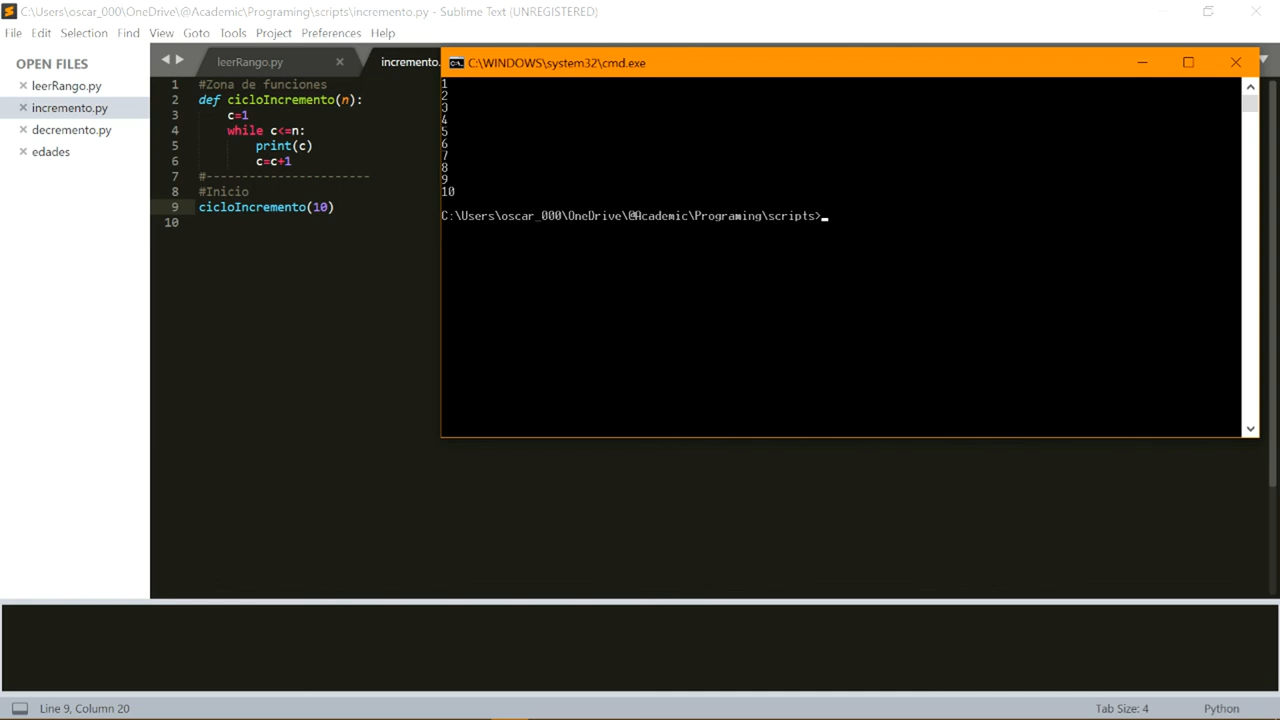 C:\Users\oscar_000\OneDrive\@Academic\Programing\scripts\incremento.py - Sublime Text (UNREGISTERED)
File Edit Selection Find View Goto Tools Project Preferences Help
OPEN FILES
leerRango.py
incremento.py
decremento.py
edades
leerRango.py
incremento.
1 #Zona de funciones
2 def cicloIncremento(n):
3 c=1
4 while c<=n:
5 print(c)
6 c=c+1
7 #-----------------------
8 #Inicio
9 cicloIncremento(10)
10
C:\WINDOWS\system32\cmd.exe
1
2
3
4
5
6
7
8
9
10
C:\Users\oscar_000\OneDrive\@Academic\Programing\scripts>
Line 9, Column 20
Tab Size: 4
Python